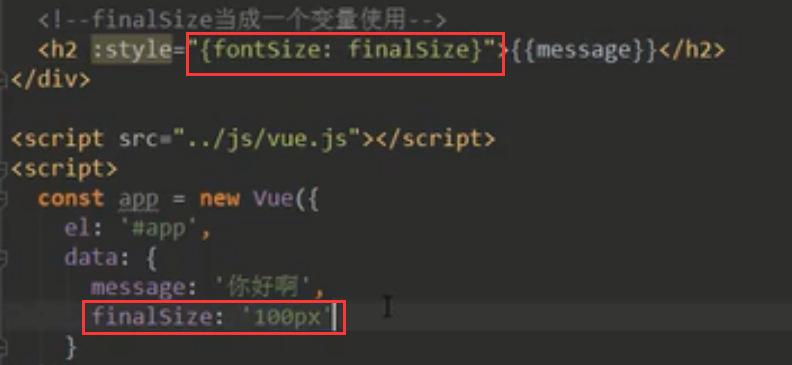 <!--finalSize当成一个变量使用-->
<h2 :style="{fontSize: finalSize}">{{message}}</h2>
</div>
<script src="../js/vue.js"></script>
<script>
const app = new Vue({
el: '#app',
data: {
message: '你好啊',
finalSize: '100px'
}